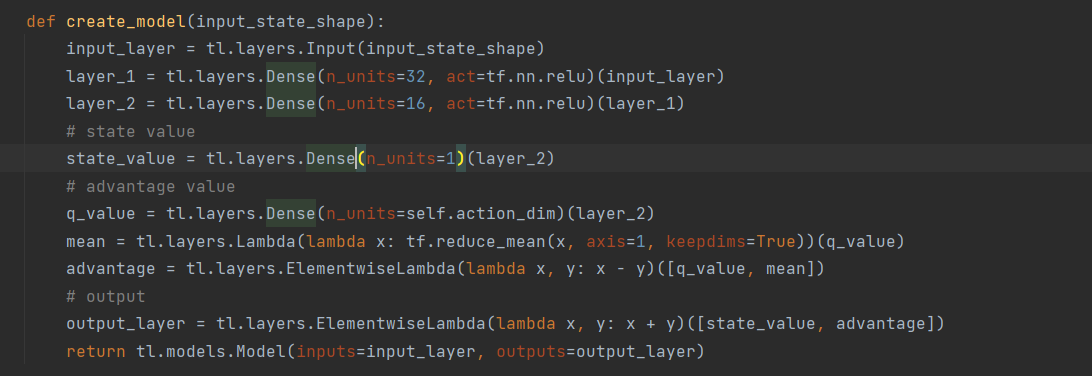 def create_model(input_state_shape):
    input_layer = tl.layers.Input(input_state_shape)
    layer_1 = tl.layers.Dense(n_units=32, act=tf.nn.relu)(input_layer)
    layer_2 = tl.layers.Dense(n_units=16, act=tf.nn.relu)(layer_1)
    # state value
    state_value = tl.layers.Dense(n_units=1)(layer_2)
    # advantage value
    q_value = tl.layers.Dense(n_units=self.action_dim)(layer_2)
    mean = tl.layers.Lambda(lambda x: tf.reduce_mean(x, axis=1, keepdims=True))(q_value)
    advantage = tl.layers.ElementwiseLambda(lambda x, y: x - y)([q_value, mean])
    # output
    output_layer = tl.layers.ElementwiseLambda(lambda x, y: x + y)([state_value, advantage])
    return tl.models.Model(inputs=input_layer, outputs=output_layer)